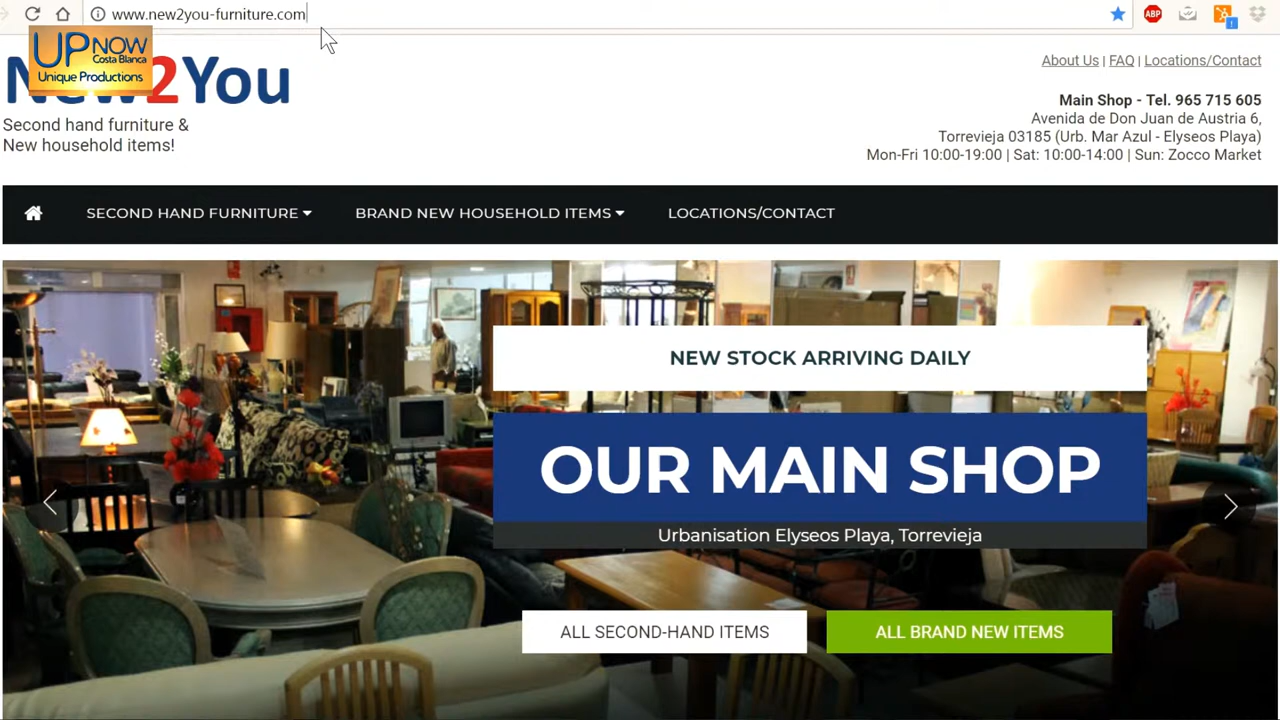 www.new2you-furniture.com
ABP
UPNOW
Costa Blanca
Unique Productions
New2You
Second hand furniture &
New household items!
About Us | FAQ | Locations/Contact
Main Shop - Tel. 965 715 605
Avenida de Don Juan de Austria 6,
Torrevieja 03185 (Urb. Mar Azul - Elyseos Playa)
Mon-Fri 10:00-19:00 | Sat: 10:00-14:00 | Sun: Zocco Market
SECOND HAND FURNITURE
BRAND NEW HOUSEHOLD ITEMS
LOCATIONS/CONTACT
NEW STOCK ARRIVING DAILY
OUR MAIN SHOP
Urbanisation Elyseos Playa, Torrevieja
ALL SECOND-HAND ITEMS
ALL BRAND NEW ITEMS